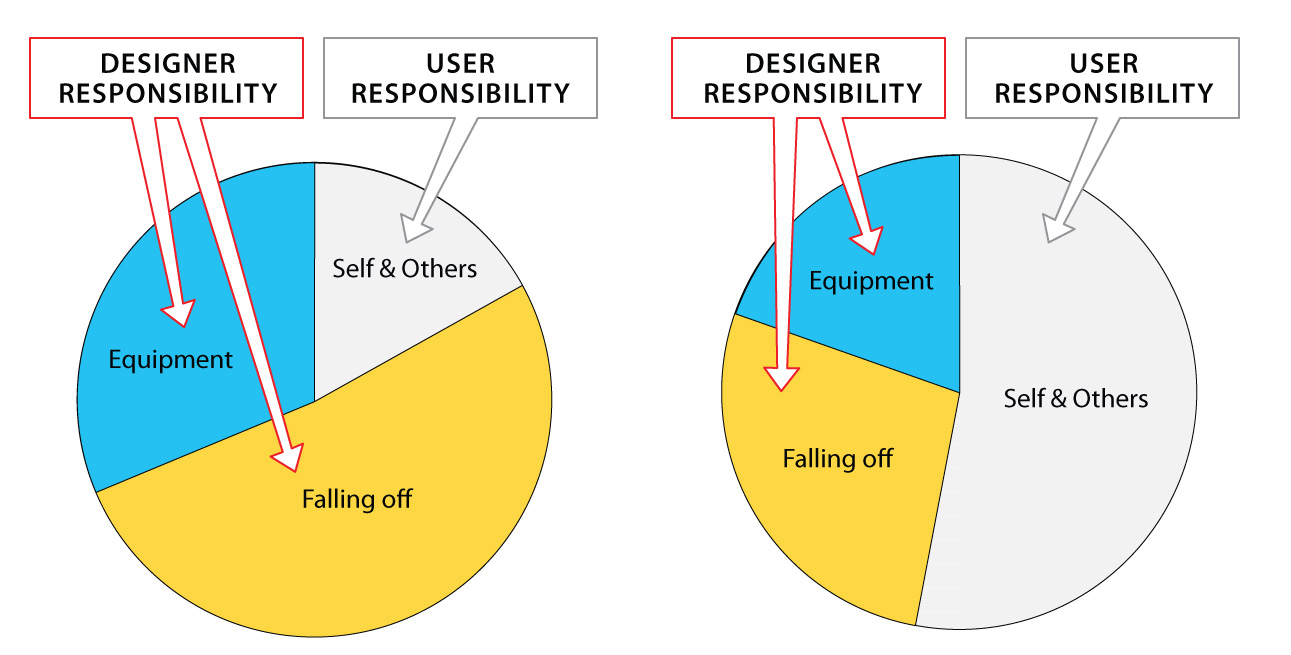 DESIGNER
RESPONSIBILITY
USER
RESPONSIBILITY
Self & Others
Equipment
Falling off
DESIGNER
RESPONSIBILITY
USER
RESPONSIBILITY
Equipment
Self & Others
Falling off